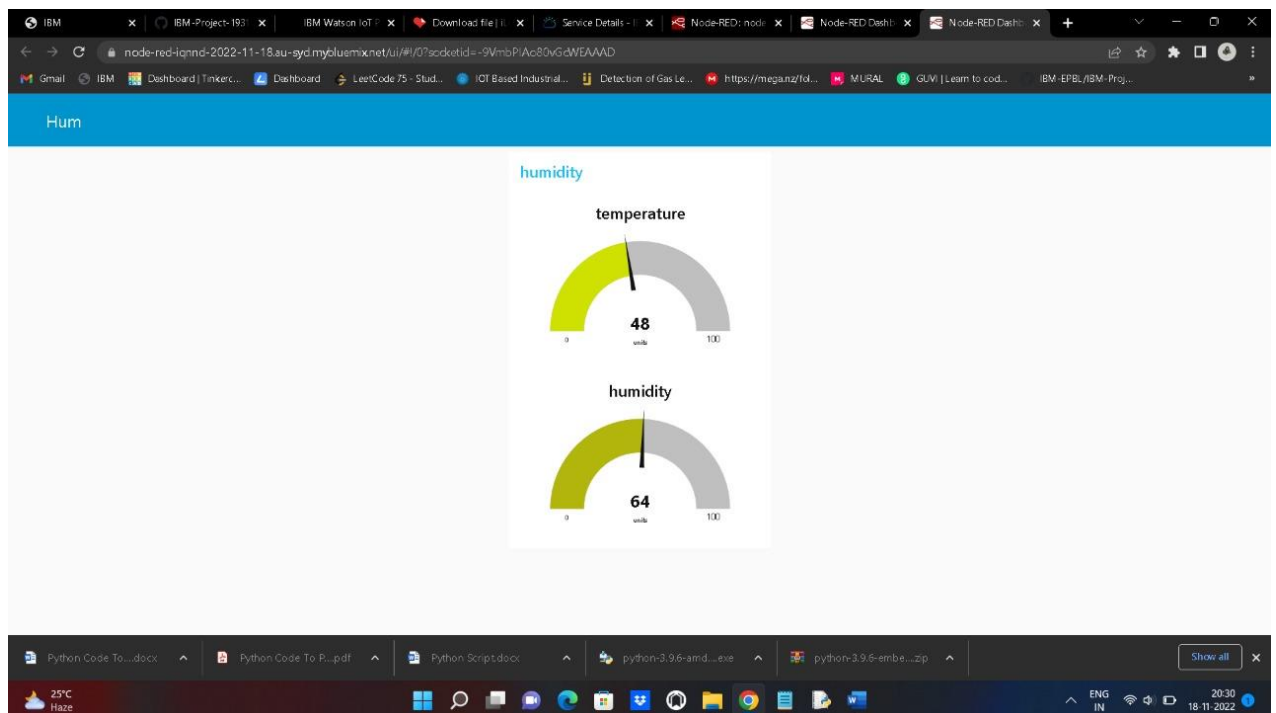 IBM
IBM-Project-193
IBM Watson IoT P
Download file | iL
Service Details - I
Node-RED: node
Node-RED Dashb
Node-RED Dashb
node-red-iqnnd-2022-11-18.au-syd.mybluemix.net/ui/#!/0?socketid=-9VmbPlAo80vGdWEAAAD
Gmail
IBM
Dashboard | Tinkerc...
Dashboard
LeetCode 75 - Stud...
IOT Based Industrial...
Detection of Gas Le...
https://mega.nz/fol...
MURAL
GUVI | Learn to cod...
IBM-EPBL/IBM-Proj...
Hum
humidity
temperature
48
units
0
100
humidity
64
units
0
100
Python Code To....docx
Python Code To P....pdf
Python Script.docx
python-3.9.6-amd....exe
python-3.9.6-embe....zip
Show all
25°C
Haze
ENG
IN
20:30
18-11-2022